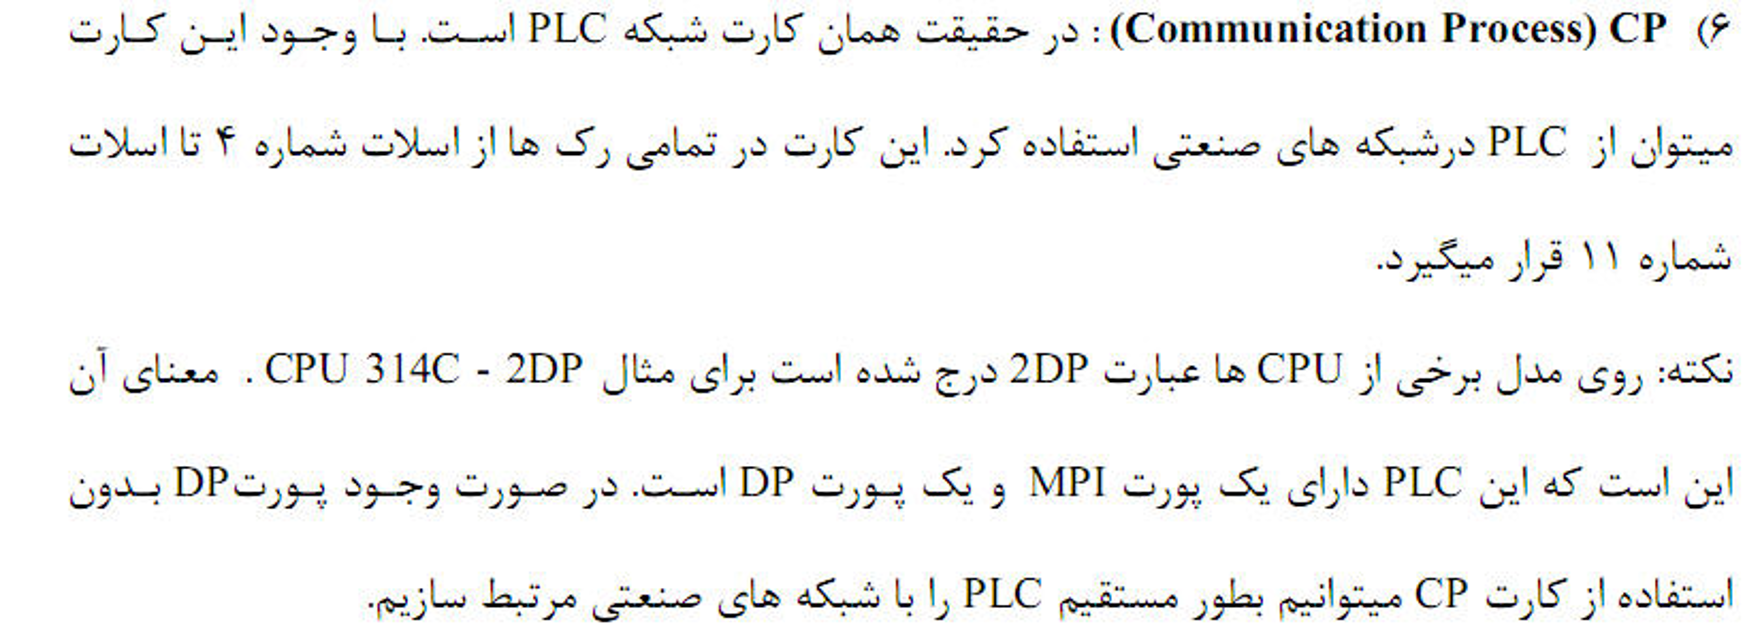 ۶) CP (Communication Process) : در حقیقت همان کارت شبکه PLC است. با وجود این کارت
میتوان از PLC درشبکه های صنعتی استفاده کرد. این کارت در تمامی رک ها از اسلات شماره ۴ تا اسلات
شماره ۱۱ قرار میگیرد.
نکته: روی مدل برخی از CPU ها عبارت 2DP درج شده است برای مثال CPU 314C - 2DP . معنای آن
این است که این PLC دارای یک پورت MPI و یک پورت DP است. در صورت وجود پورتDP بدون
استفاده از کارت CP میتوانیم بطور مستقیم PLC را با شبکه های صنعتی مرتبط سازیم.